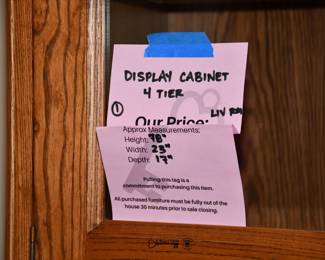 DISPLAY CABINET
4 TIER
① LIV RM
Our Price:
Approx Measurements:
Height: 78"
Width: 23"
Depth: 17"
Pulling this tag is a
commitment to purchasing this item.
All purchased furniture must be fully out of the
house 30 minutes prior to sale closing.